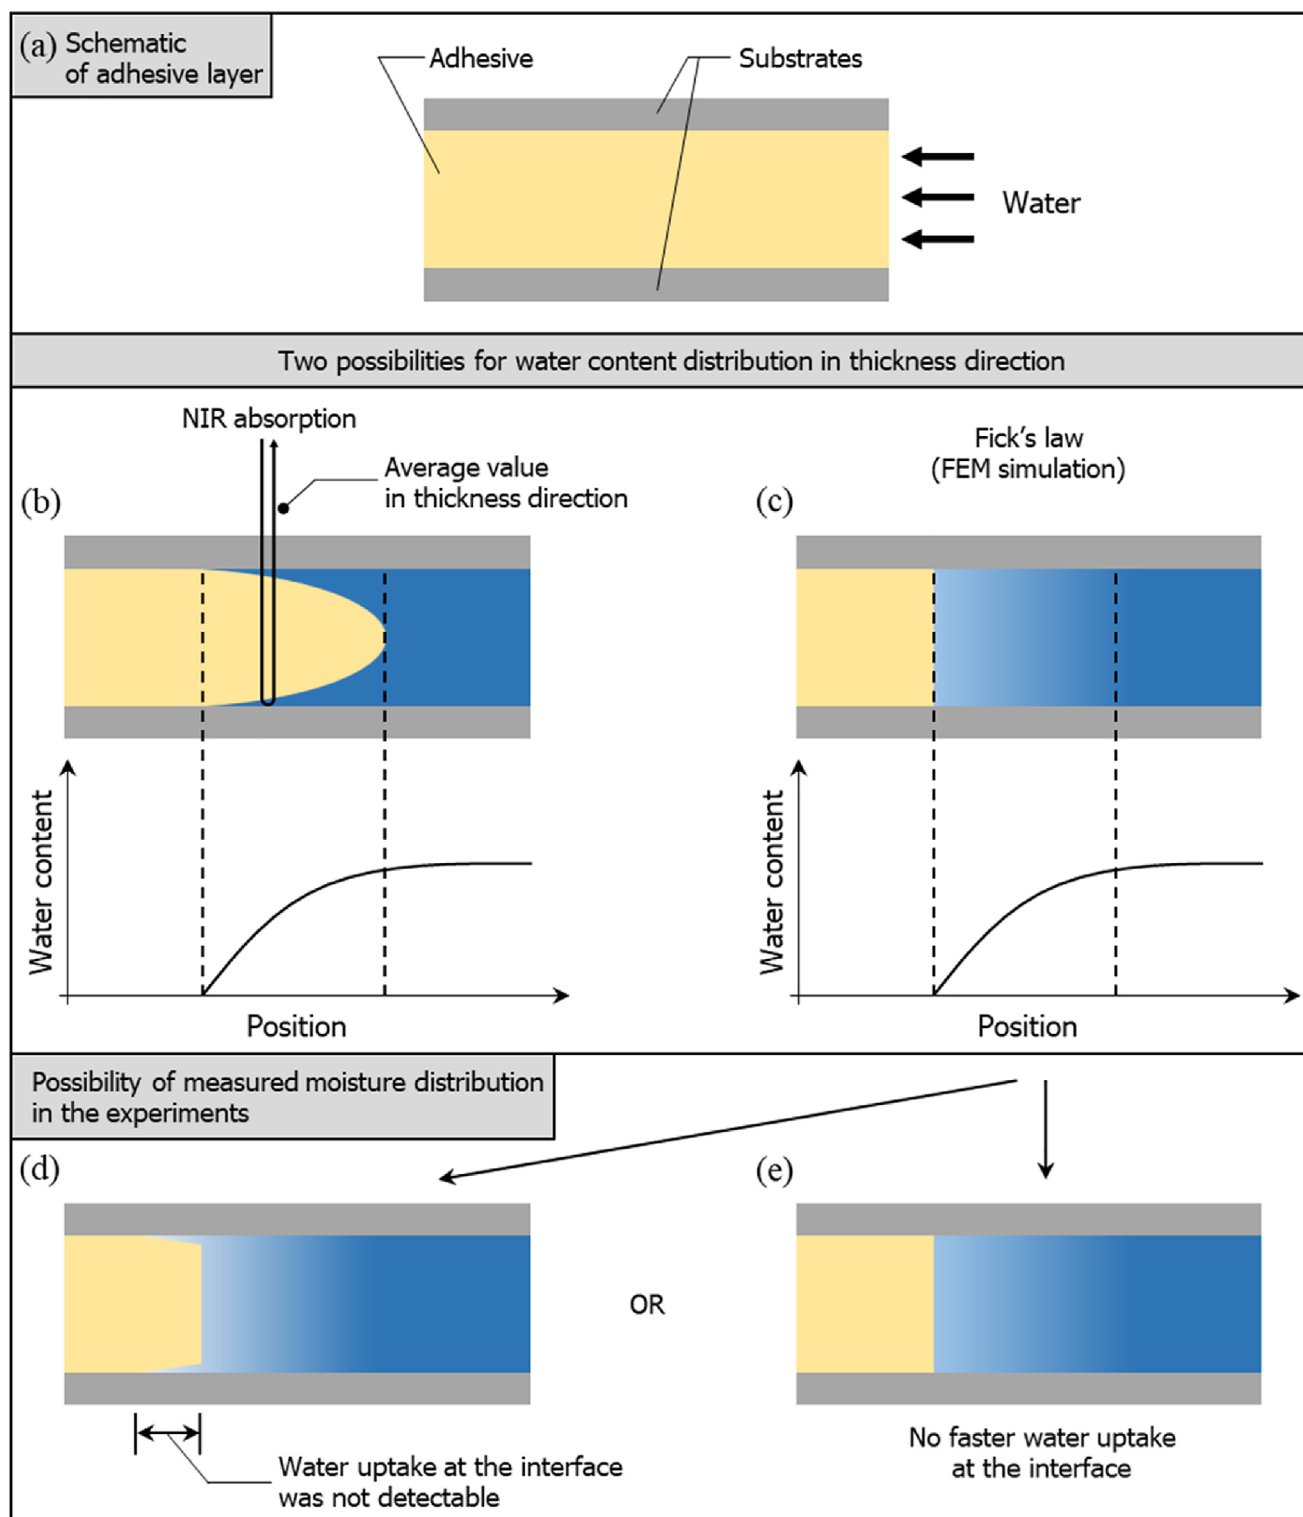 (a) Schematic
of adhesive layer
Adhesive
Substrates
Water
Two possibilities for water content distribution in thickness direction
NIR absorption
Average value
in thickness direction
(b)
Fick's law
(FEM simulation)
(c)
Water content
Position
Water content
Position
Possibility of measured moisture distribution
in the experiments
(d)
(e)
OR
Water uptake at the interface
was not detectable
No faster water uptake
at the interface